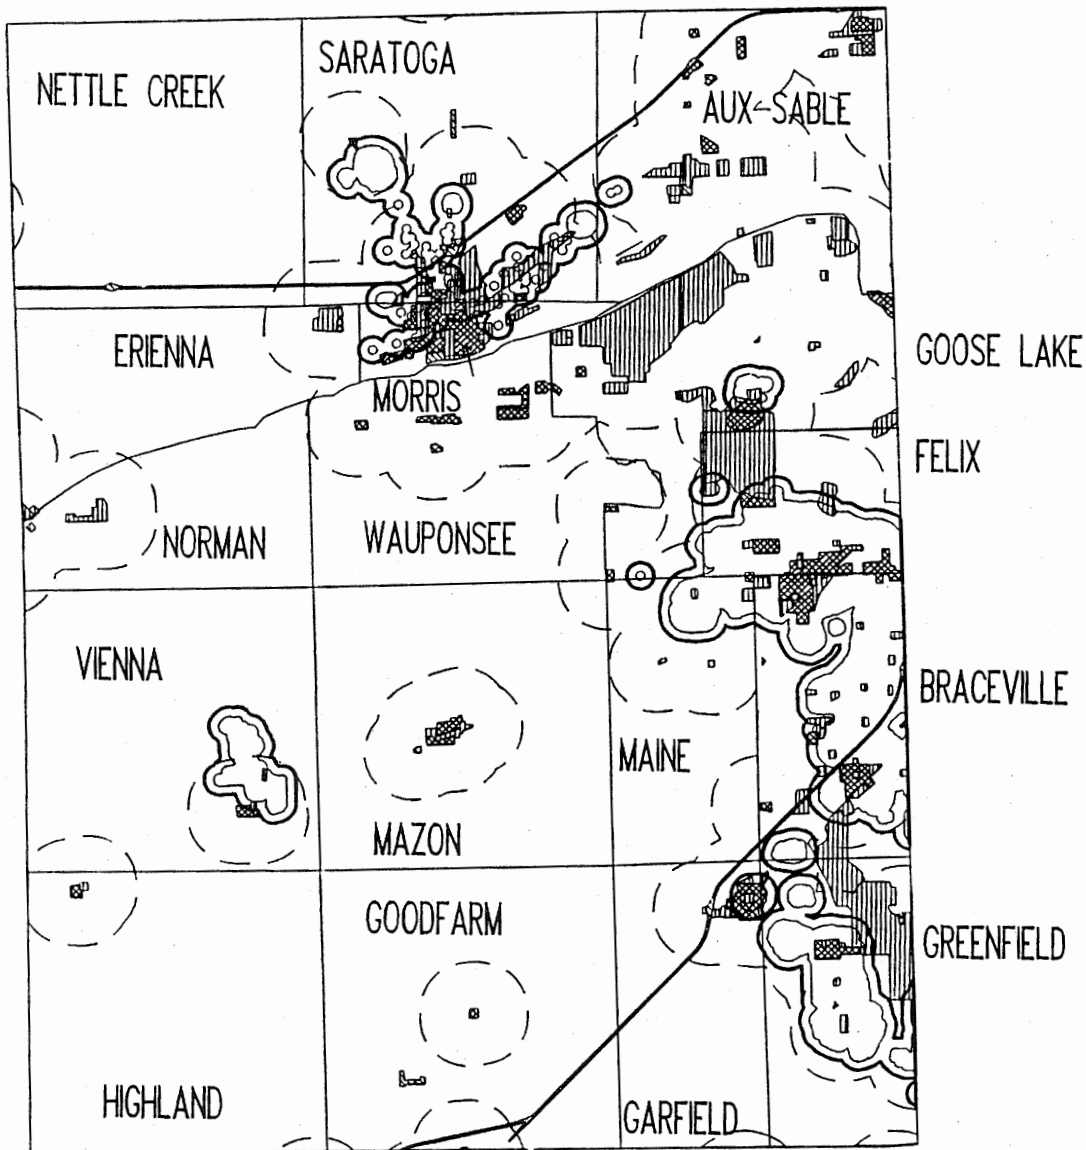 SARATOGA
NETTLE CREEK
AUX-SABLE
ERIENNA
GOOSE LAKE
MORRIS
FELIX
NORMAN
WAUPONSEE
VIENNA
BRACEVILLE
MAINE
MAZON
GOODFARM
GREENFIELD
HIGHLAND
GARFIELD